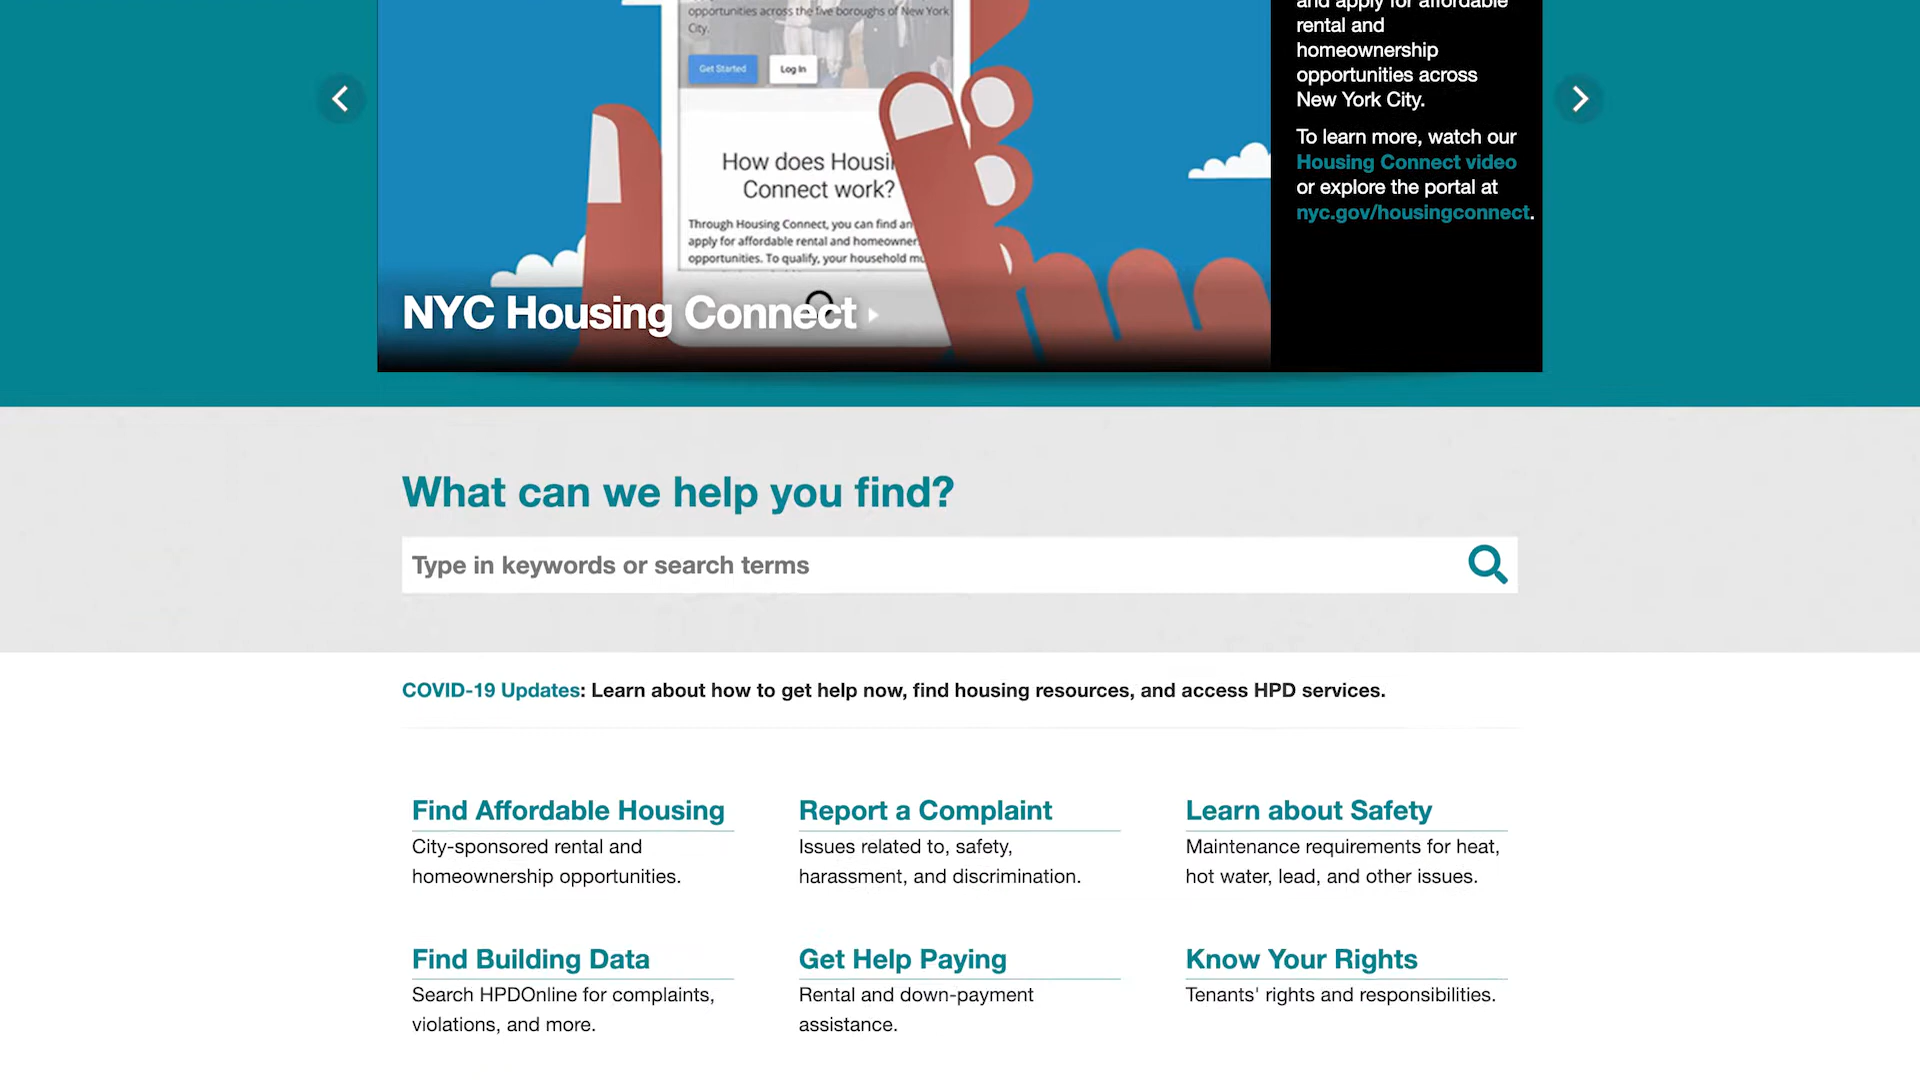 opportunities across the five boroughs of New York
City.
Get Started
Log In
How does Housi
Connect work?
Through Housing Connect, you can find an
apply for affordable rental and homeowner
opportunities. To qualify, your household mu
NYC Housing Connect
and apply for affordable
rental and
homeownership
opportunities across
New York City.
To learn more, watch our
Housing Connect video
or explore the portal at
nyc.gov/housingconnect.
What can we help you find?
Type in keywords or search terms
COVID-19 Updates: Learn about how to get help now, find housing resources, and access HPD services.
Find Affordable Housing
City-sponsored rental and
homeownership opportunities.
Report a Complaint
Issues related to, safety,
harassment, and discrimination.
Learn about Safety
Maintenance requirements for heat,
hot water, lead, and other issues.
Find Building Data
Search HPDOnline for complaints,
violations, and more.
Get Help Paying
Rental and down-payment
assistance.
Know Your Rights
Tenants' rights and responsibilities.